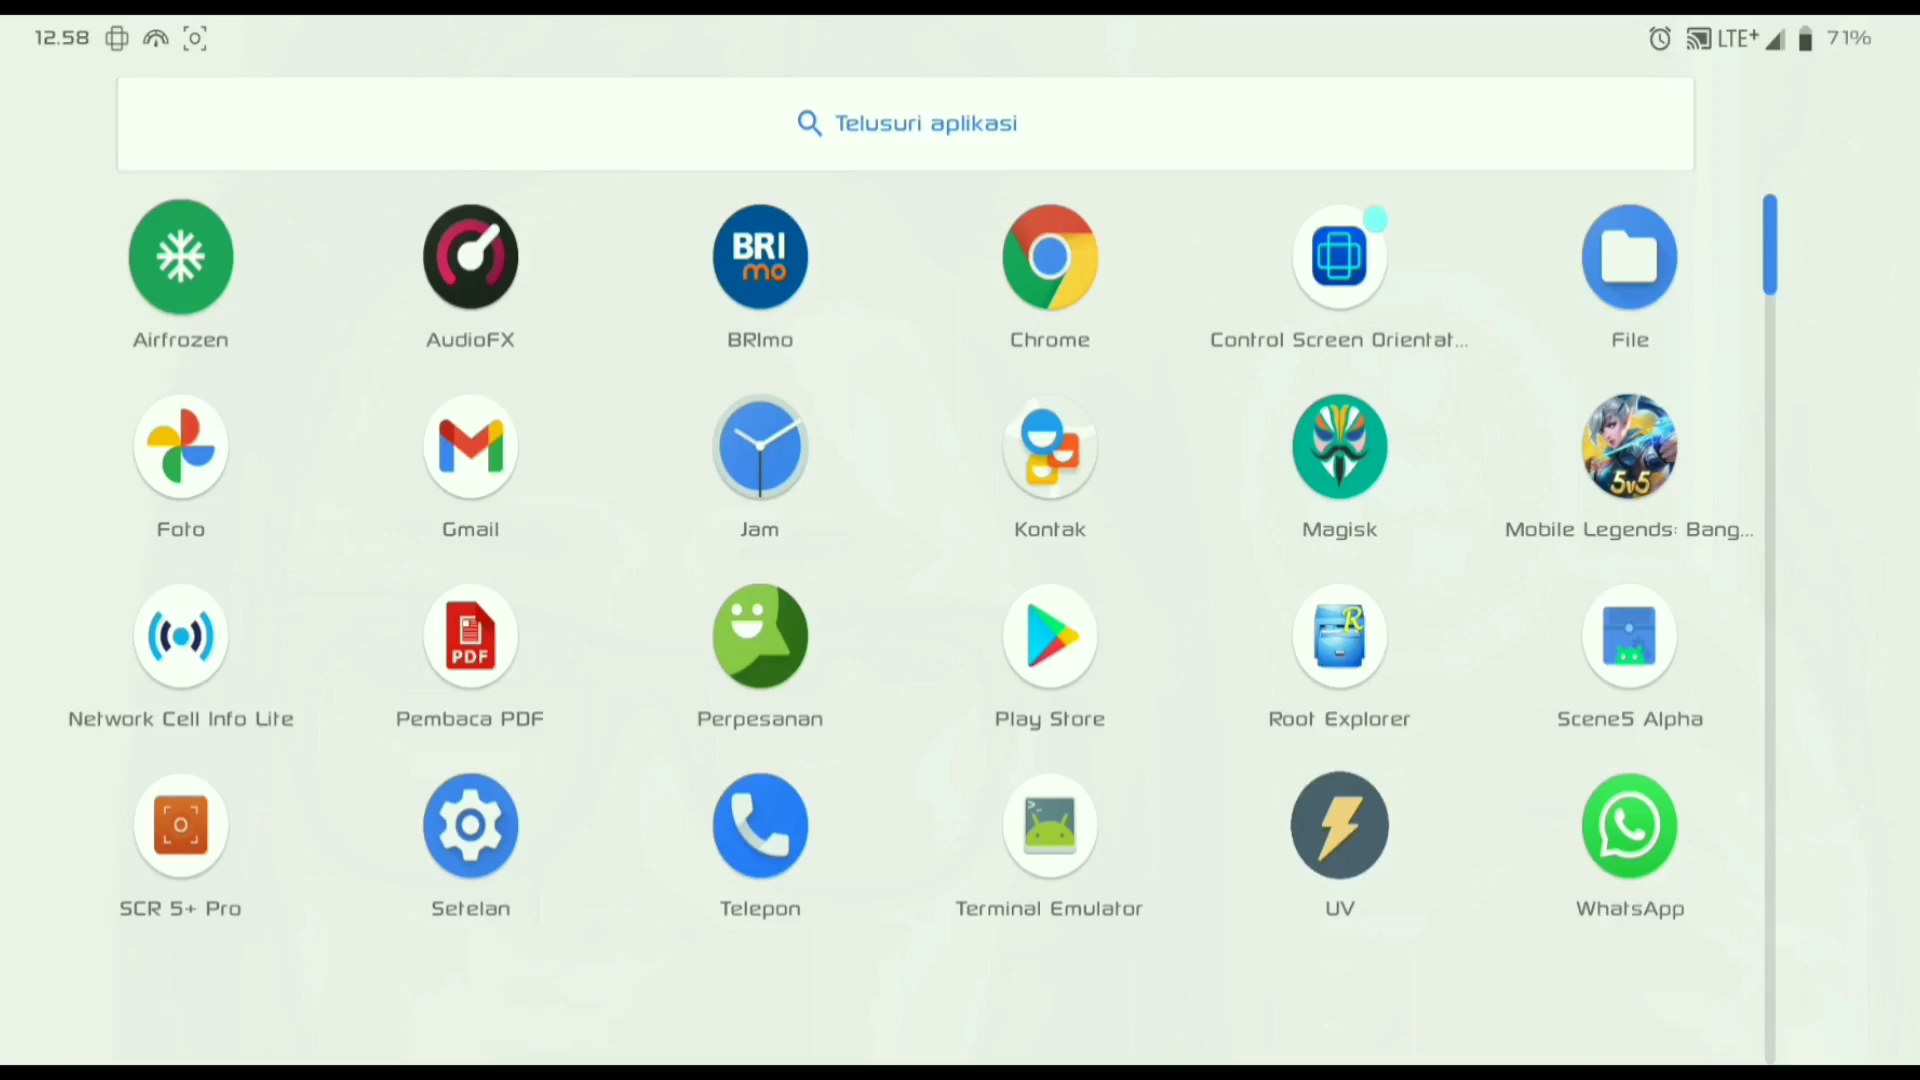 12.58 LTE+ 71%
Telusuri aplikasi
BRI
mo
Airfrozen AudioFX BRImo Chrome Control Screen Orientat... File
5v5
Foto Gmail Jam Kontak Magisk Mobile Legends: Bang...
R
PDF
Network Cell Info Lite Pembaca PDF Perpesanan Play Store Root Explorer Scene5 Alpha
>_
SCR 5+ Pro Setelan Telepon Terminal Emulator UV WhatsApp